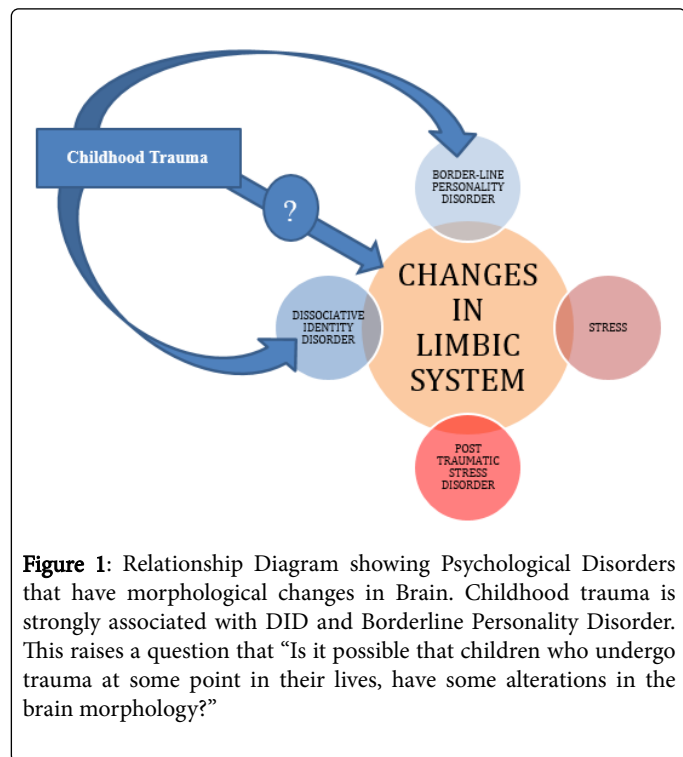 Childhood Trauma
?
BORDER-LINE
PERSONALITY
DISORDER
DISSOCIATIVE
IDENTITY
DISORDER
CHANGES
IN
LIMBIC
SYSTEM
STRESS
POST
TRAUMATIC
STRESS
DISORDER
Figure 1: Relationship Diagram showing Psychological Disorders
that have morphological changes in Brain. Childhood trauma is
strongly associated with DID and Borderline Personality Disorder.
This raises a question that “Is it possible that children who undergo
trauma at some point in their lives, have some alterations in the
brain morphology?”